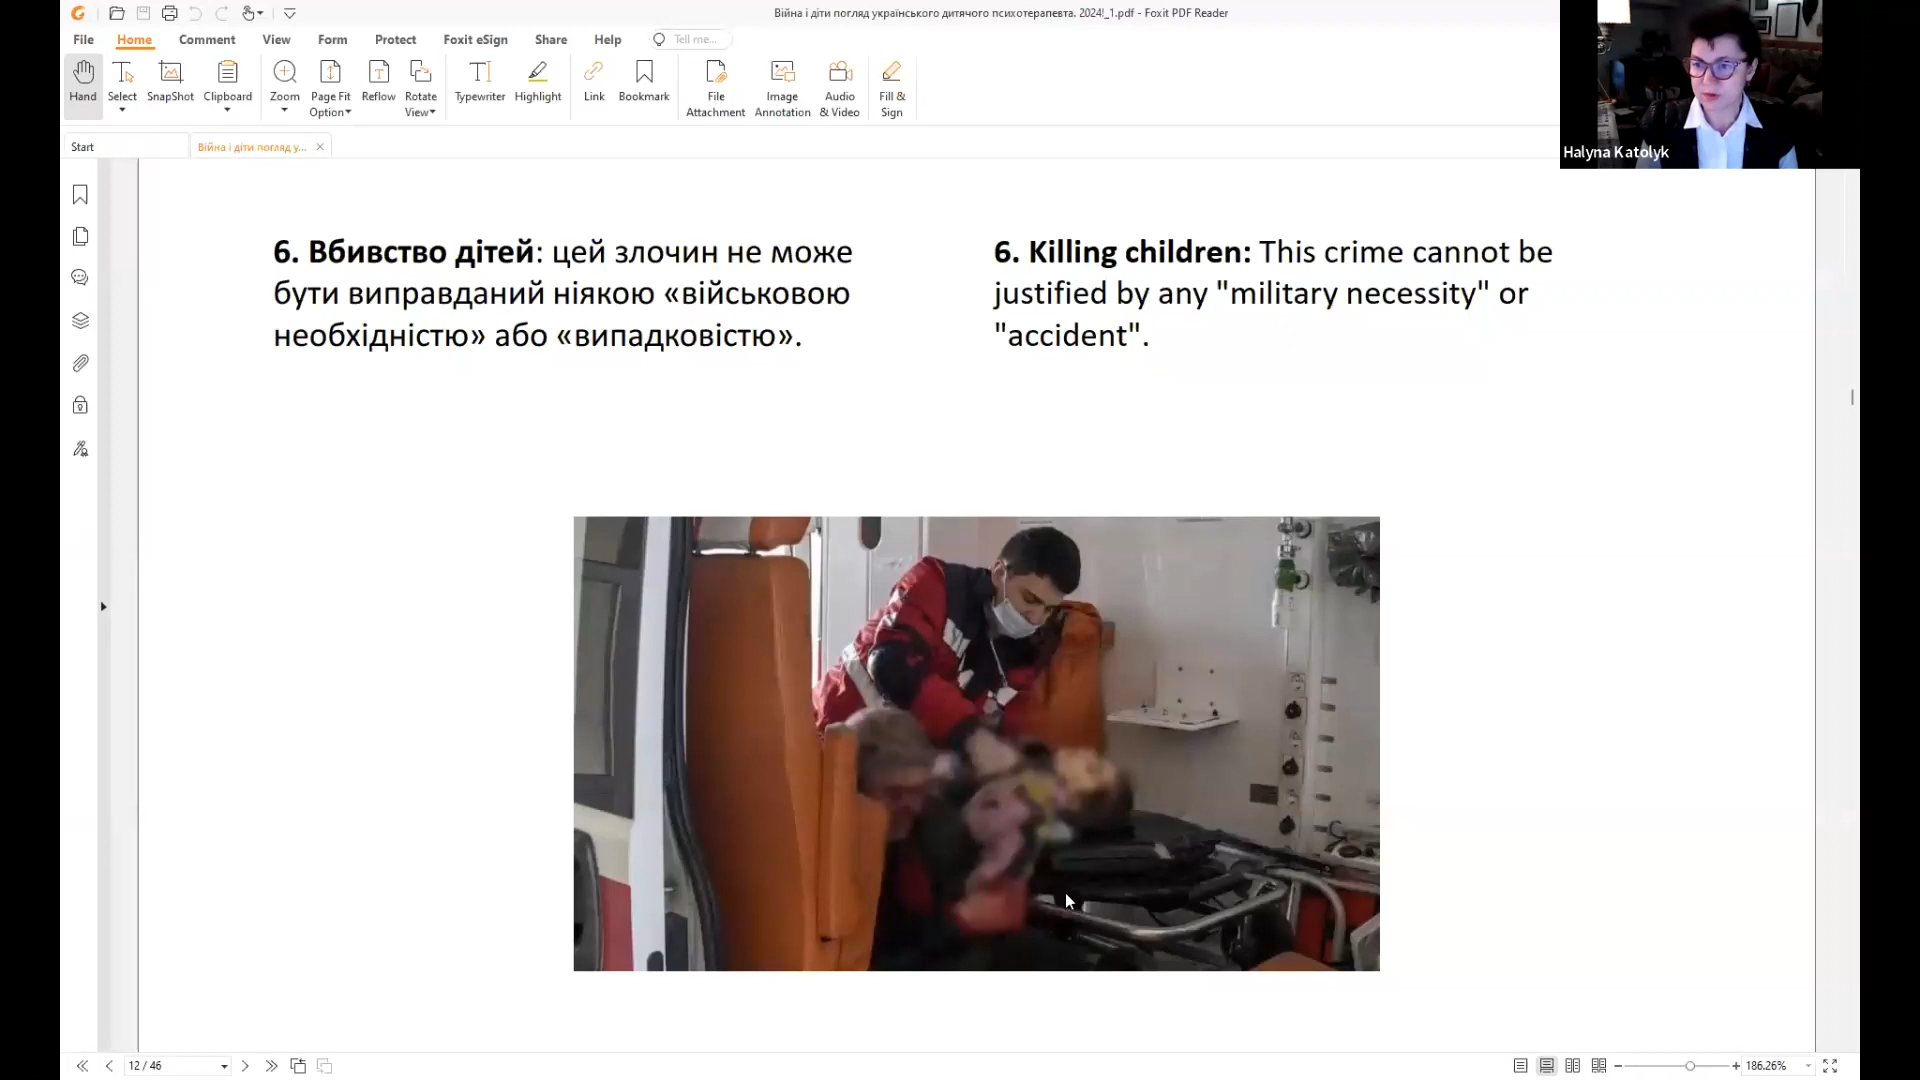 Війна і діти погляд українського дитячого психотерапевта. 2024!_1.pdf - Foxit PDF Reader
File Home Comment View Form Protect Foxit eSign Share Help Tell me...
Hand Select SnapShot Clipboard Zoom Page Fit Option Reflow Rotate View Typewriter Highlight Link Bookmark File Attachment Image Annotation Audio & Video Fill & Sign
Halyna Katolyk
Start Війна і діти погляд у...
6. Вбивство дітей: цей злочин не може
бути виправданий ніякою «військовою
необхідністю» або «випадковістю».
6. Killing children: This crime cannot be
justified by any "military necessity" or
"accident".
12 / 46
186.26%